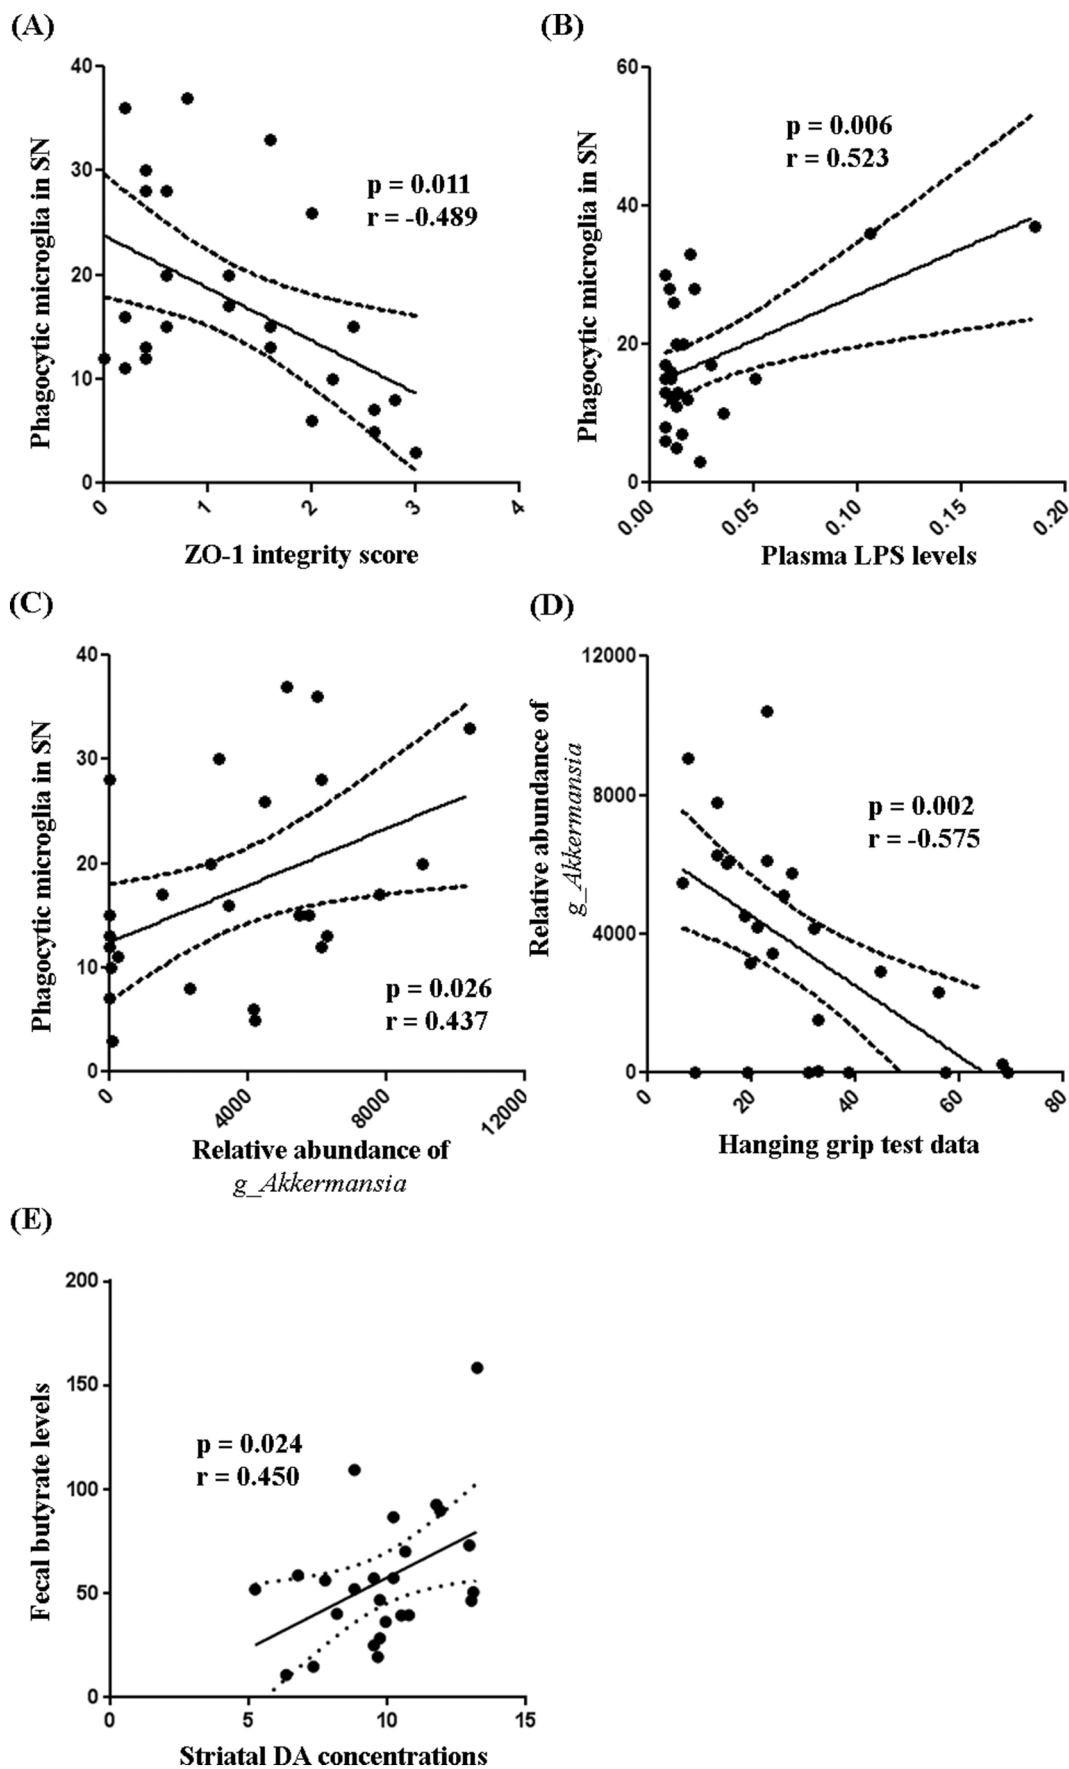 (A)
40
30
20
10
0
Phagocytic microglia in SN
p = 0.011
r = -0.489
0
1
2
3
4
ZO-1 integrity score
(B)
60
40
20
0
Phagocytic microglia in SN
p = 0.006
r = 0.523
0.00
0.05
0.10
0.15
0.20
Plasma LPS levels
(C)
40
30
20
10
0
Phagocytic microglia in SN
p = 0.026
r = 0.437
0
4000
8000
12000
Relative abundance of
g_Akkermansia
(D)
12000
8000
4000
0
Relative abundance of
g_Akkermansia
p = 0.002
r = -0.575
0
20
40
60
80
Hanging grip test data
(E)
200
150
100
50
0
Fecal butyrate levels
p = 0.024
r = 0.450
0
5
10
15
Striatal DA concentrations